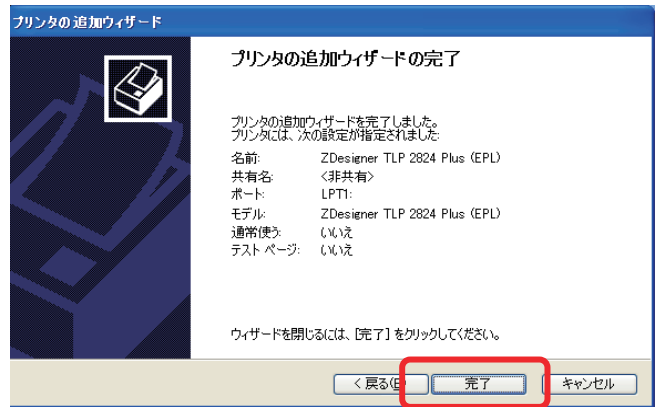 プリンタの追加ウィザード
プリンタの追加ウィザードの完了
プリンタの追加ウィザードを完了しました。
プリンタには、次の設定が指定されました:
名前: ZDesigner TLP 2824 Plus (EPL)
共有名: <非共有>
ポート: LPT1:
モデル: ZDesigner TLP 2824 Plus (EPL)
通常使う: いいえ
テスト ページ: いいえ
ウィザードを閉じるには、[完了] をクリックしてください。
< 戻る(B 完了 キャンセル